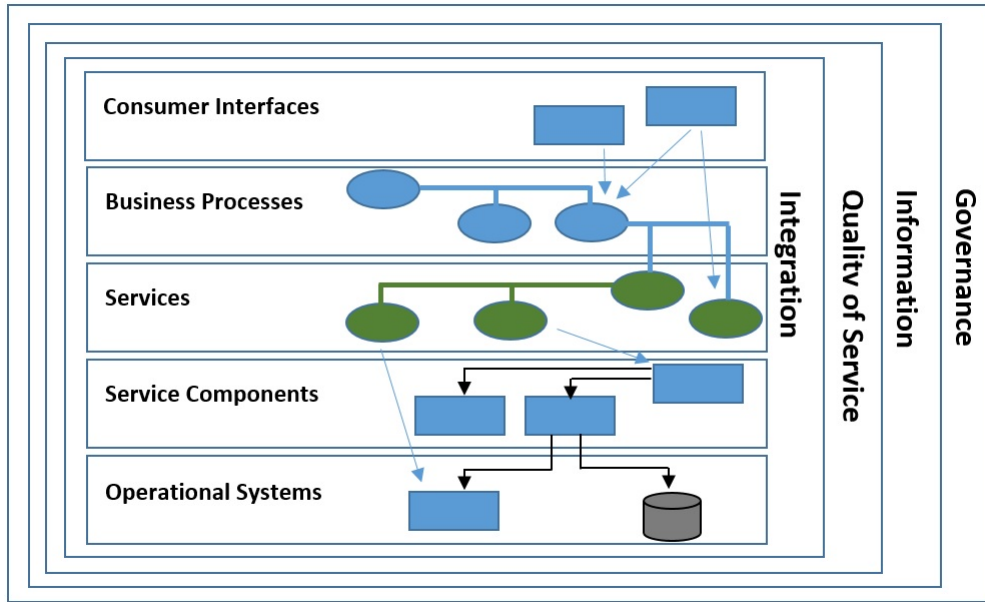 Consumer Interfaces
Business Processes
Services
Service Components
Operational Systems
Integration
Quality of Service
Information
Governance